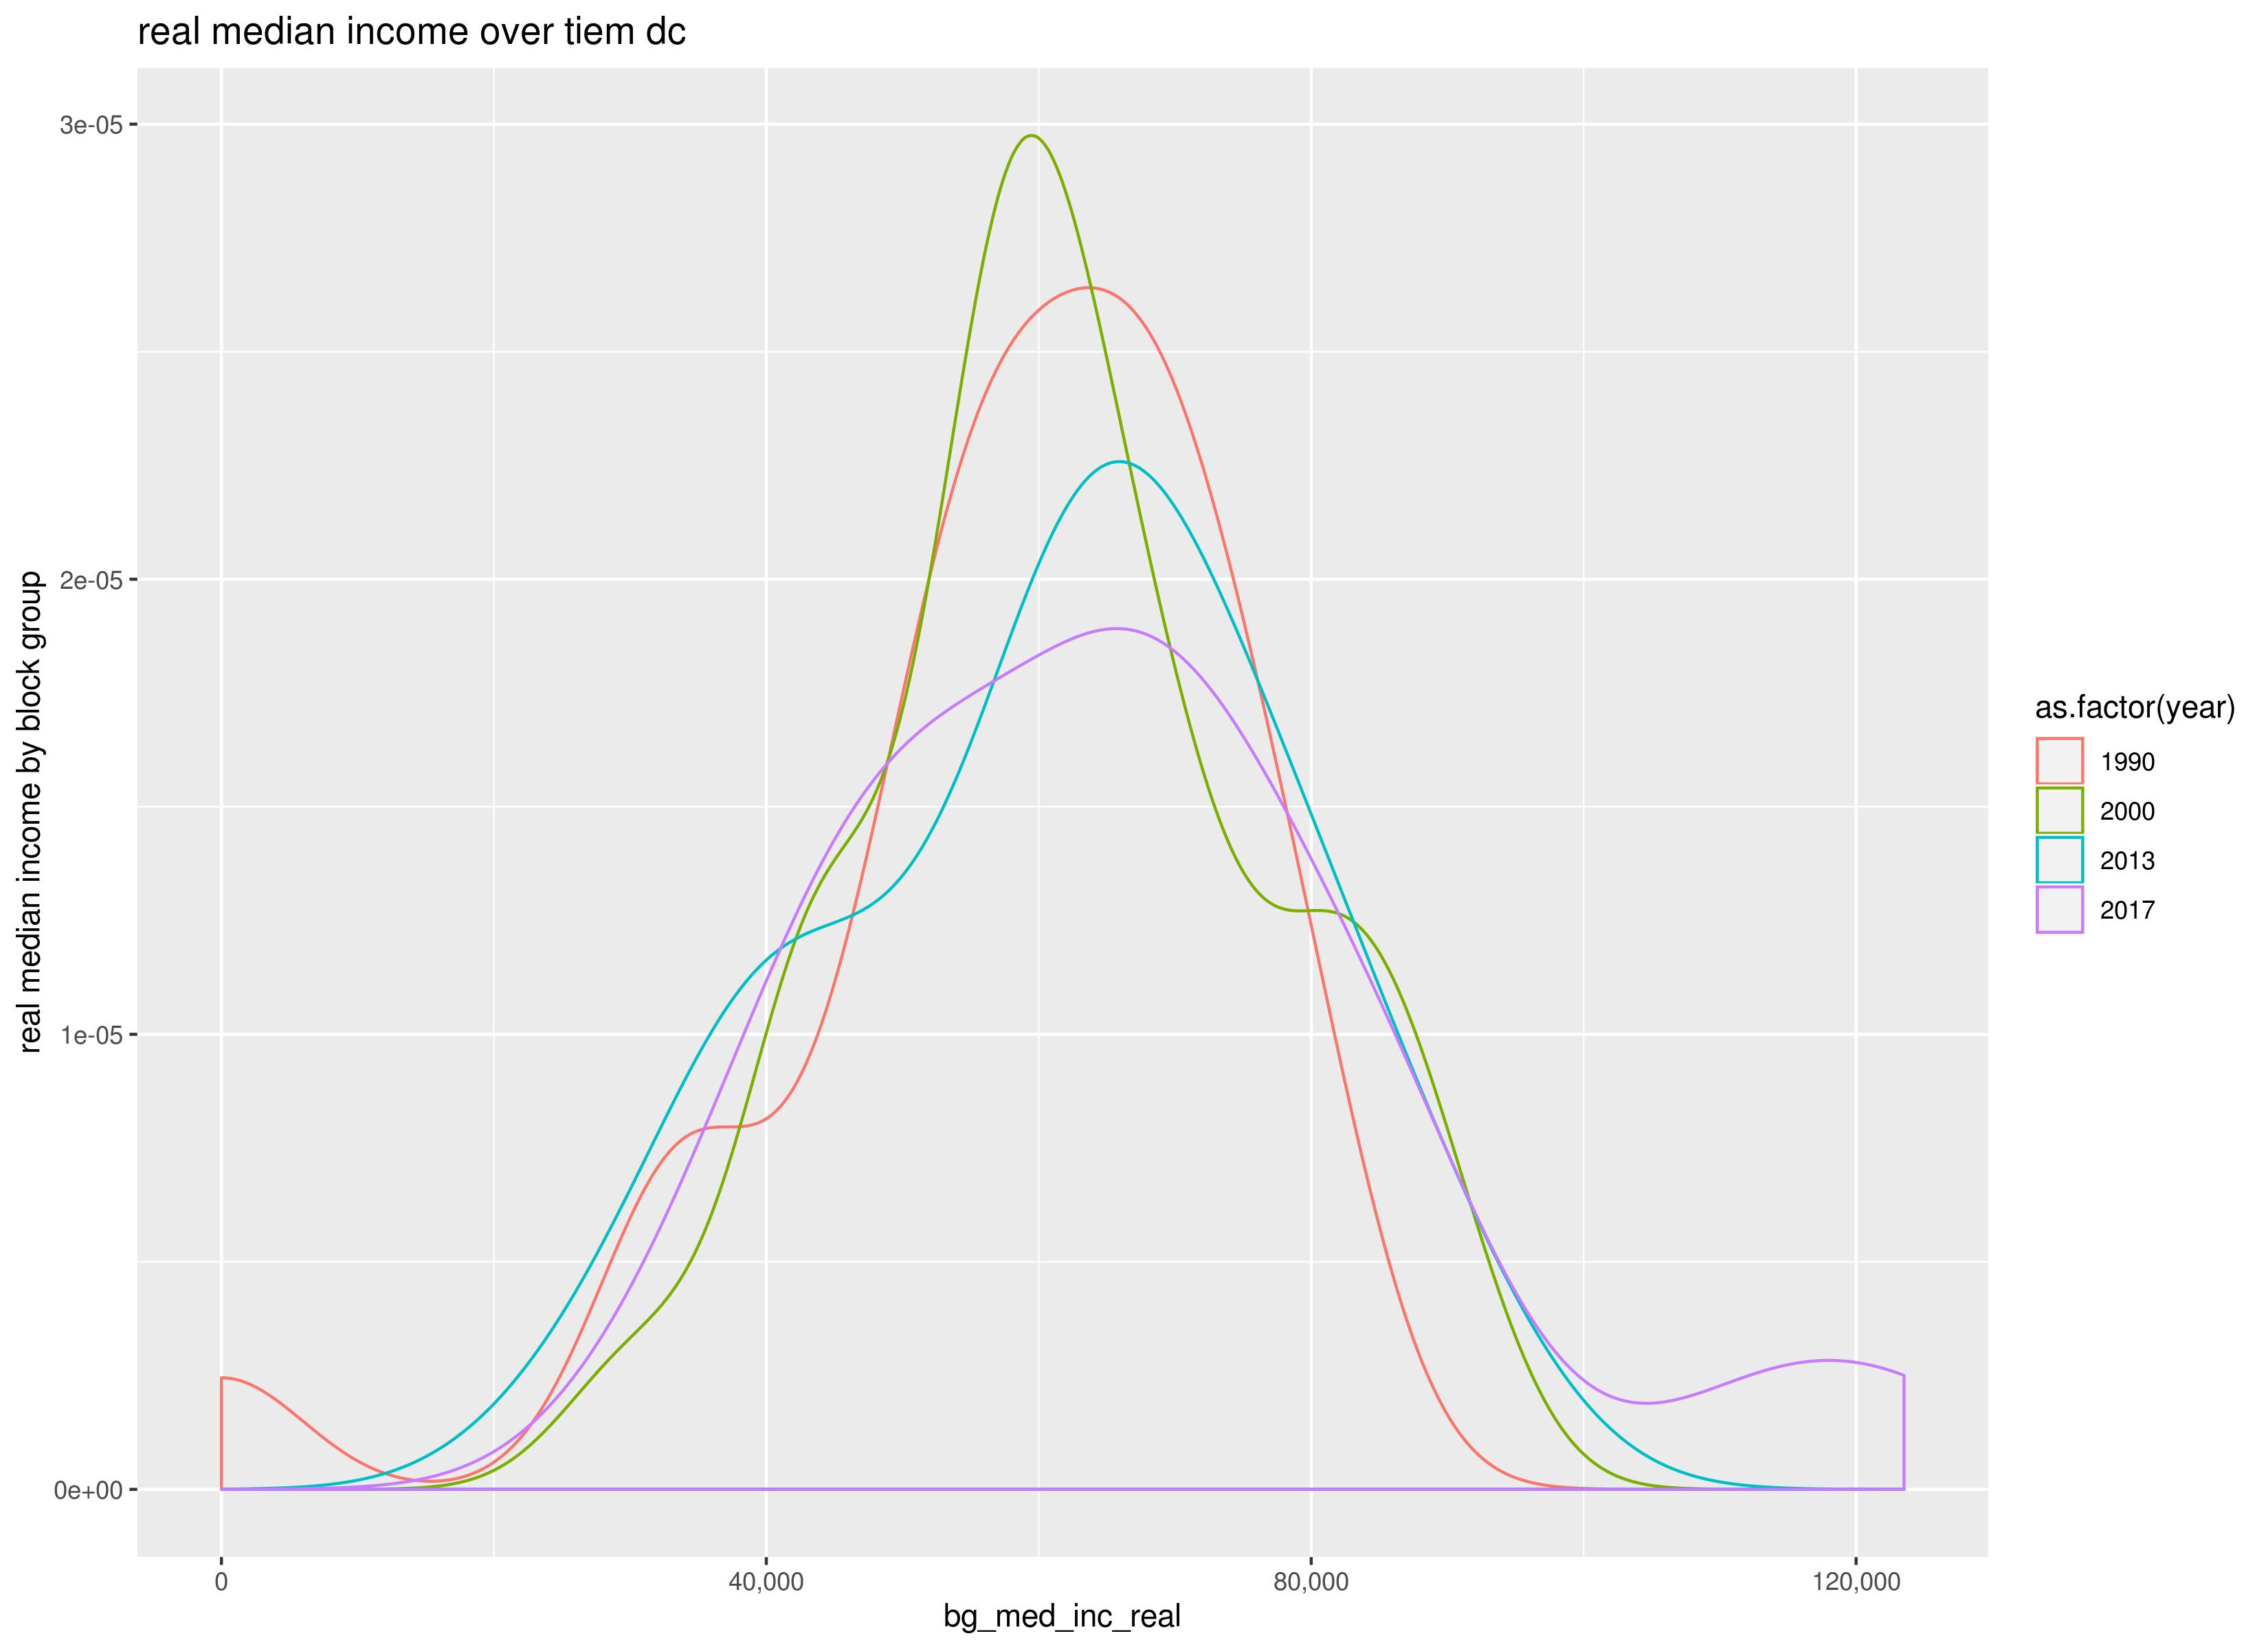 real median income over tiem dc
real median income by block group
3e-05
2e-05
1e-05
0e+00
0
40,000
80,000
120,000
bg_med_inc_real
as.factor(year)
1990
2000
2013
2017